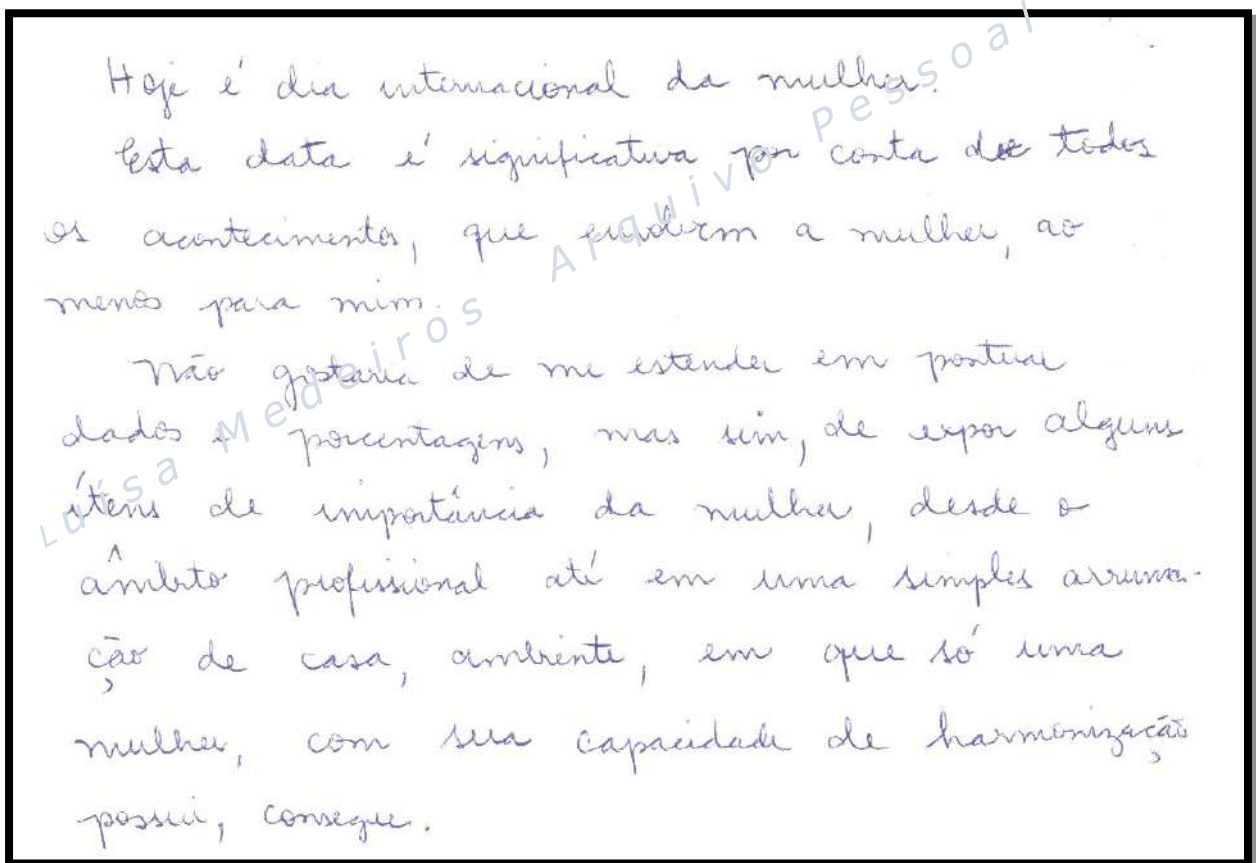 Hoje é dia internacional da mulher.
Esta data é significativa por conta de todos
os acontecimentos, que envolvem a mulher, ao
menos para mim.
Não gostaria de me estender em pontuar
dados e porcentagens, mas sim, de expor alguns
ítens de importância da mulher, desde o
âmbito profissional até em uma simples arruma-
ção de casa, ambiente, em que só uma
mulher, com sua capacidade de harmonização
possui, consegue.
Luísa Medeiros Arquivo Pessoal